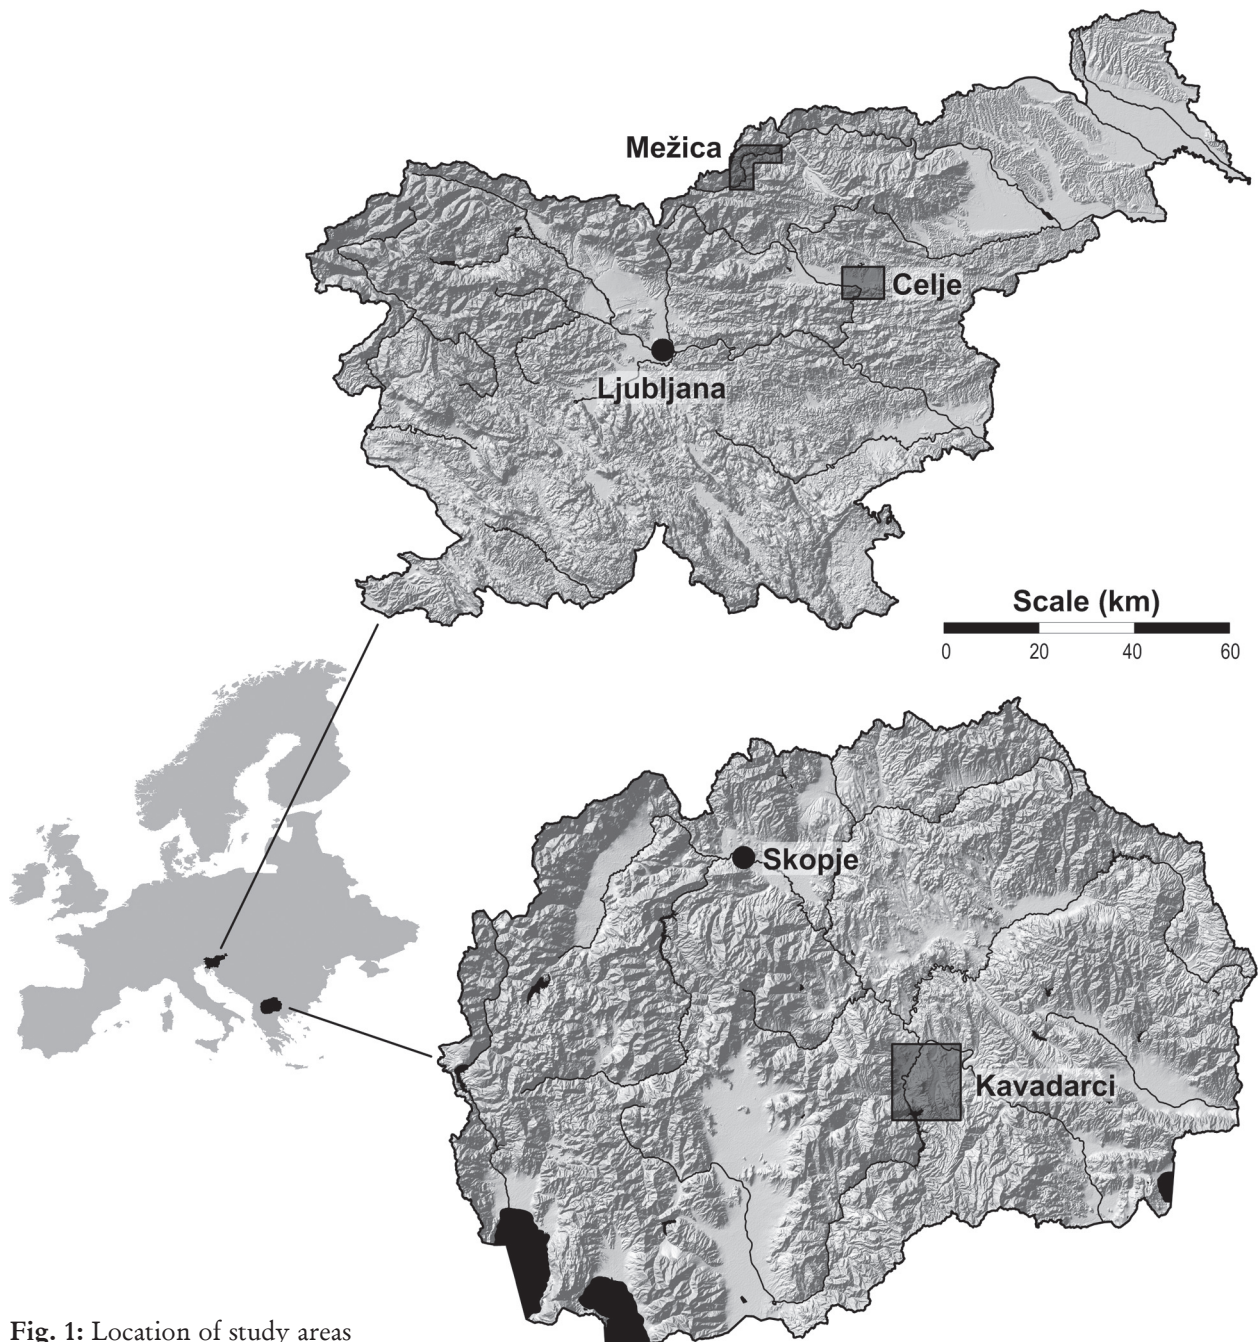 Mežica
Celje
Ljubljana
Scale (km)
0 20 40 60
Skopje
Kavadarci
Fig. 1: Location of study areas